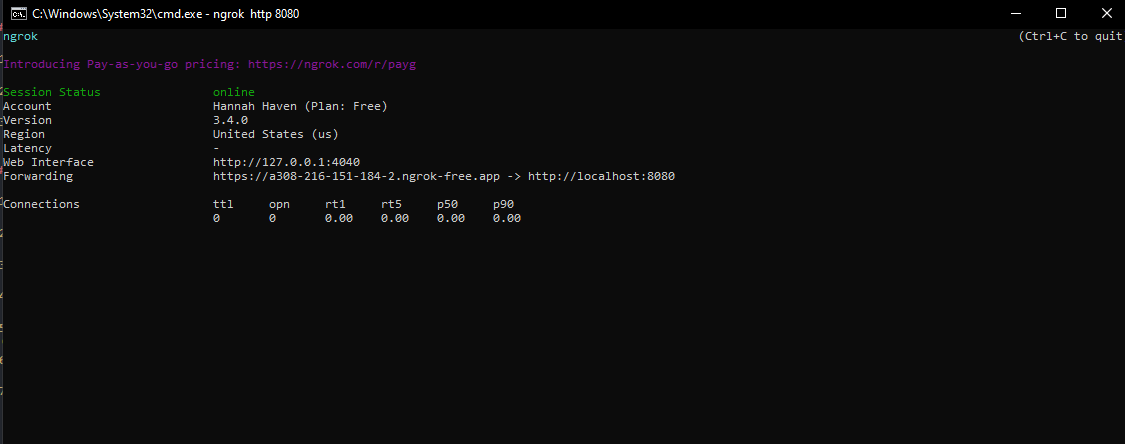 C:\Windows\System32\cmd.exe - ngrok http 8080
ngrok (Ctrl+C to quit
Introducing Pay-as-you-go pricing: https://ngrok.com/r/payg
Session Status online
Account Hannah Haven (Plan: Free)
Version 3.4.0
Region United States (us)
Latency -
Web Interface http://127.0.0.1:4040
Forwarding https://a308-216-151-184-2.ngrok-free.app -> http://localhost:8080
Connections ttl opn rt1 rt5 p50 p90
0 0 0.00 0.00 0.00 0.00